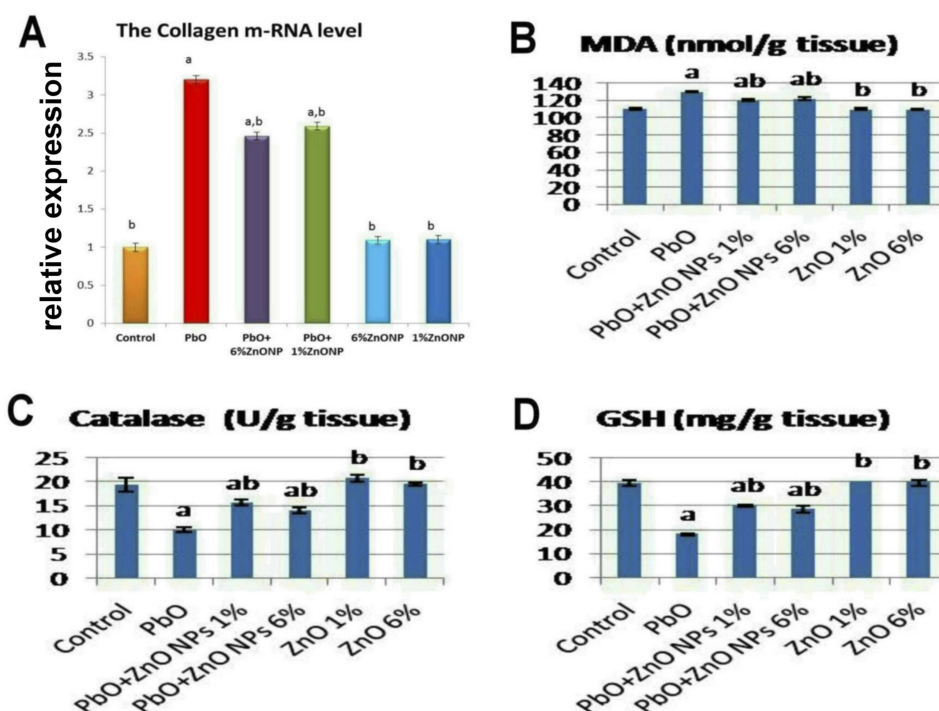 A
The Collagen m-RNA level
relative expression
3.5
3
2.5
2
1.5
1
0.5
0
b
a
a,b
a,b
b
b
Control
PbO
PbO+
6%ZnONP
PbO+
1%ZnONP
6%ZnONP
1%ZnONP
B
MDA (nmol/g tissue)
140
120
100
80
60
40
20
0
a
ab
ab
b
b
Control
PbO
PbO+ZnO NPs 1%
PbO+ZnO NPs 6%
ZnO 1%
ZnO 6%
C
Catalase (U/g tissue)
25
20
15
10
5
0
a
ab
ab
b
b
Control
PbO
PbO+ZnO NPs 1%
PbO+ZnO NPs 6%
ZnO 1%
ZnO 6%
D
GSH (mg/g tissue)
50
40
30
20
10
0
a
ab
ab
b
b
Control
PbO
PbO+ZnO NPs 1%
PbO+ZnO NPs 6%
ZnO 1%
ZnO 6%